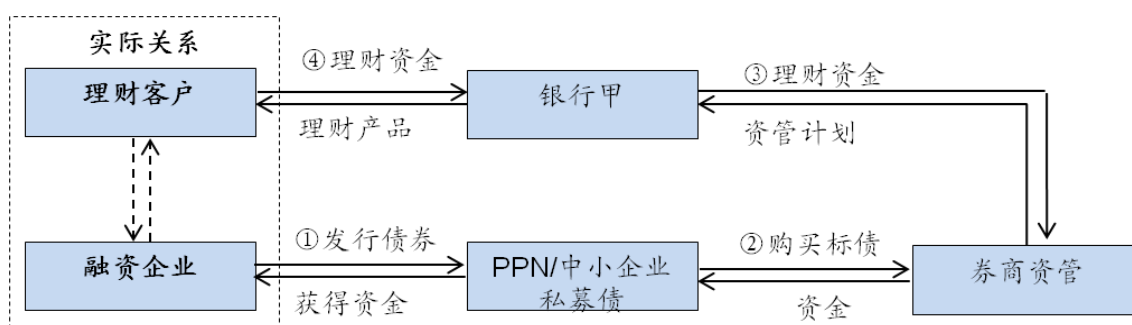 实际关系
④理财资金
③理财资金
理财客户
银行甲
理财产品
资管计划
①发行债券
②购买标债
融资企业
PPN/中小企业
私募债
券商资管
获得资金
资金